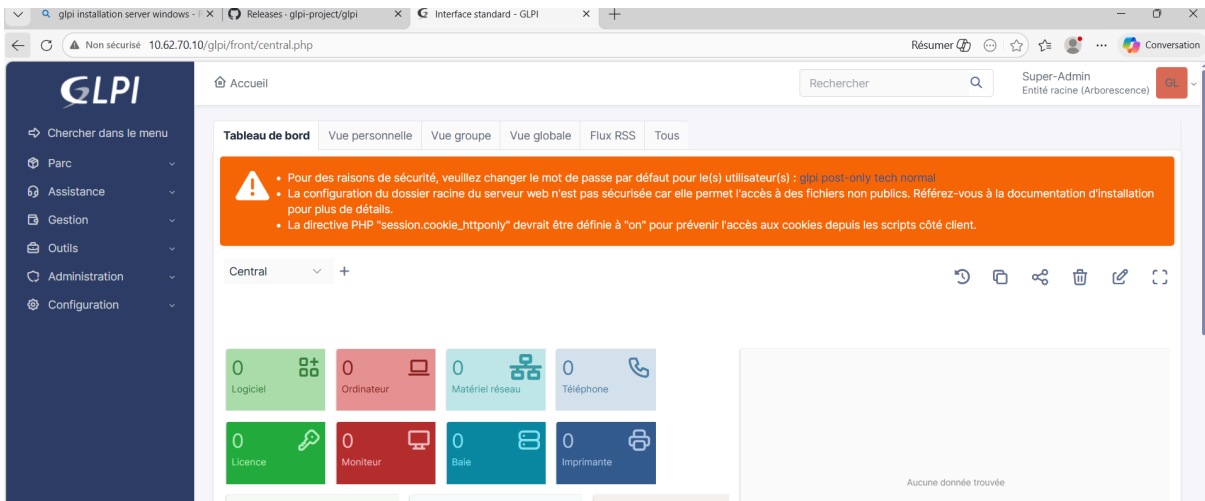 glpi installation server windows - F
Releases · glpi-project/glpi
Interface standard - GLPI
Non sécurisé 10.62.70.10/glpi/front/central.php
Résumer
Conversation
GLPI
Accueil
Rechercher
Super-Admin
Entité racine (Arborescence)
GL
Chercher dans le menu
Parc
Assistance
Gestion
Outils
Administration
Configuration
Tableau de bord Vue personnelle Vue groupe Vue globale Flux RSS Tous
• Pour des raisons de sécurité, veuillez changer le mot de passe par défaut pour le(s) utilisateur(s) : glpi post-only tech normal
• La configuration du dossier racine du serveur web n'est pas sécurisée car elle permet l'accès à des fichiers non publics. Référez-vous à la documentation d'installation
pour plus de détails.
• La directive PHP "session.cookie_httponly" devrait être définie à "on" pour prévenir l'accès aux cookies depuis les scripts côté client.
Central
0
Logiciel
0
Ordinateur
0
Matériel réseau
0
Téléphone
0
Licence
0
Moniteur
0
Baie
0
Imprimante
Aucune donnée trouvée